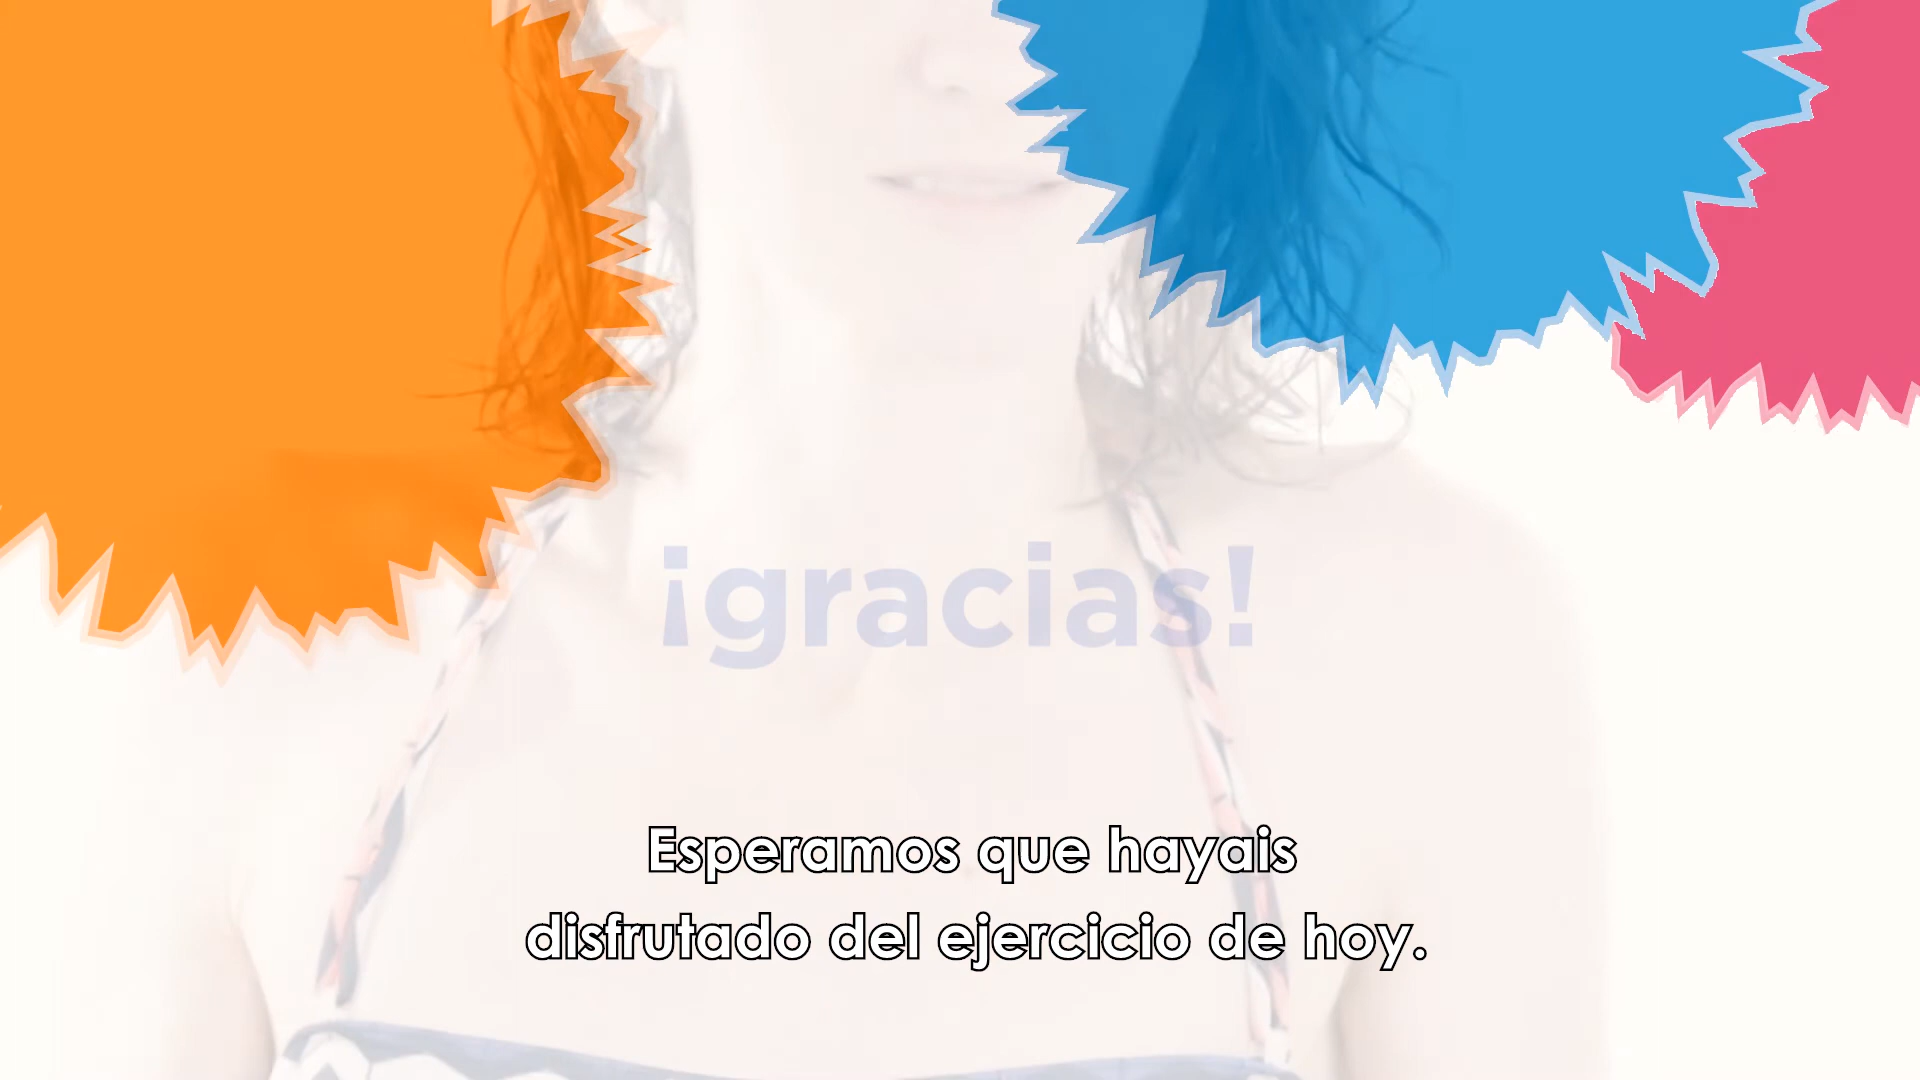 ¡gracias!
Esperamos que hayais
disfrutado del ejercicio de hoy.